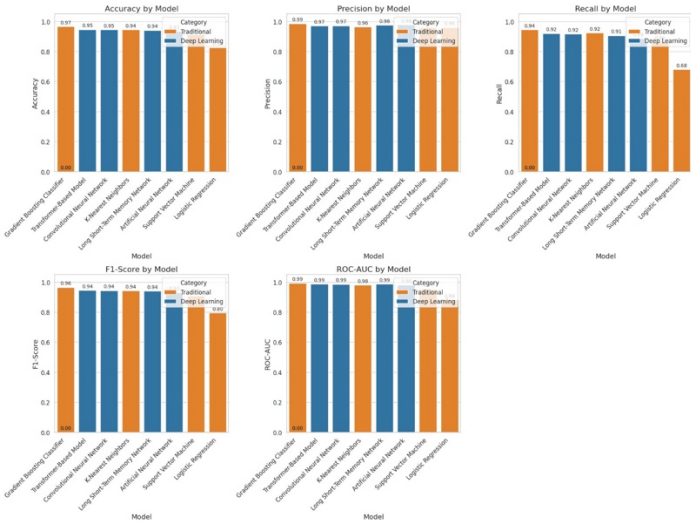 Accuracy by Model
Category
Traditional
Deep Learning
0.97
0.95
0.95
0.94
0.94
0.00
1.0
0.8
0.6
0.4
0.2
0.0
Accuracy
Gradient Boosting Classifier
Transformer-Based Model
Convolutional Neural Network
K-Nearest Neighbors
Long Short-Term Memory Network
Artificial Neural Network
Support Vector Machine
Logistic Regression
Model
Precision by Model
Category
Traditional
Deep Learning
0.97
0.97
0.96
0.98
0.00
1.0
0.8
0.6
0.4
0.2
0.0
Precision
Gradient Boosting Classifier
Transformer-Based Model
Convolutional Neural Network
K-Nearest Neighbors
Long Short-Term Memory Network
Artificial Neural Network
Support Vector Machine
Logistic Regression
Model
Recall by Model
Category
Traditional
Deep Learning
0.94
0.92
0.92
0.92
0.91
0.68
0.00
1.0
0.8
0.6
0.4
0.2
0.0
Recall
Gradient Boosting Classifier
Transformer-Based Model
Convolutional Neural Network
K-Nearest Neighbors
Long Short-Term Memory Network
Artificial Neural Network
Support Vector Machine
Logistic Regression
Model
F1-Score by Model
Category
Traditional
Deep Learning
0.96
0.94
0.94
0.94
0.94
0.80
0.00
1.0
0.8
0.6
0.4
0.2
0.0
F1-Score
Gradient Boosting Classifier
Transformer-Based Model
Convolutional Neural Network
K-Nearest Neighbors
Long Short-Term Memory Network
Artificial Neural Network
Support Vector Machine
Logistic Regression
Model
ROC-AUC by Model
Category
Traditional
Deep Learning
0.99
0.99
0.99
0.98
0.99
0.00
1.0
0.8
0.6
0.4
0.2
0.0
ROC-AUC
Gradient Boosting Classifier
Transformer-Based Model
Convolutional Neural Network
K-Nearest Neighbors
Long Short-Term Memory Network
Artificial Neural Network
Support Vector Machine
Logistic Regression
Model